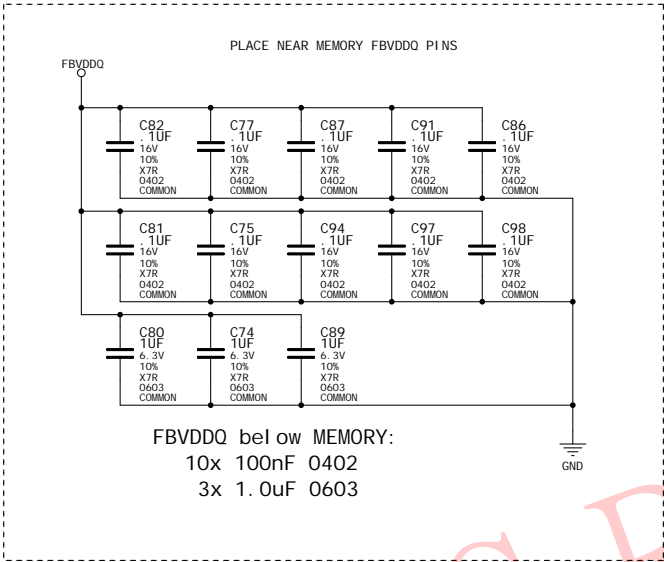 PLACE NEAR MEMORY FBVDDQ PINS
FBVDDQ
C82
.1UF
16V
10%
X7R
0402
COMMON
C77
.1UF
16V
10%
X7R
0402
COMMON
C87
.1UF
16V
10%
X7R
0402
COMMON
C91
.1UF
16V
10%
X7R
0402
COMMON
C86
.1UF
16V
10%
X7R
0402
COMMON
C81
.1UF
16V
10%
X7R
0402
COMMON
C75
.1UF
16V
10%
X7R
0402
COMMON
C94
.1UF
16V
10%
X7R
0402
COMMON
C97
.1UF
16V
10%
X7R
0402
COMMON
C98
.1UF
16V
10%
X7R
0402
COMMON
C80
1UF
6.3V
10%
X7R
0603
COMMON
C74
1UF
6.3V
10%
X7R
0603
COMMON
C89
1UF
6.3V
10%
X7R
0603
COMMON
FBVDDQ below MEMORY:
10x 100nF 0402
3x 1.0uF 0603
GND